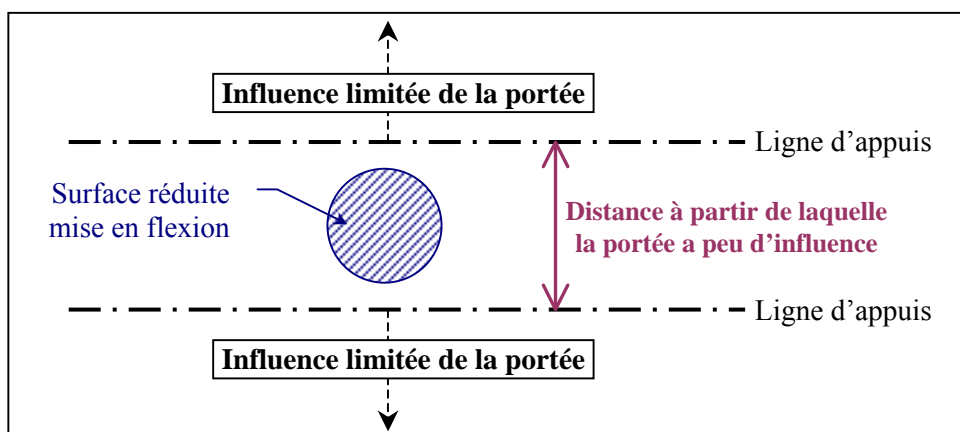 Influence limitée de la portée
Ligne d'appuis
Surface réduite
mise en flexion
Distance à partir de laquelle
la portée a peu d'influence
Ligne d'appuis
Influence limitée de la portée